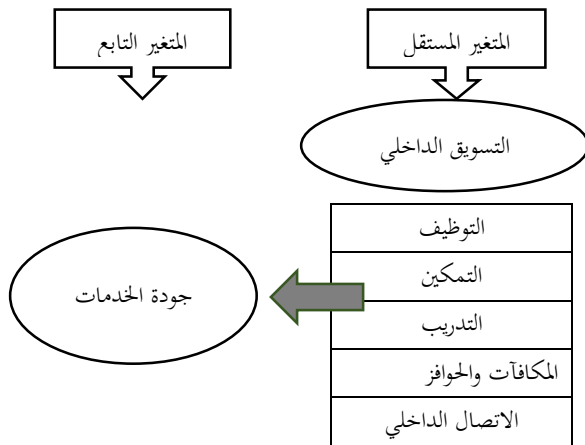 المتغير المستقل
المتغير التابع
التسويق الداخلي
التوظيف
التمكين
جودة الخدمات
التدريب
المكافآت والحوافز
الاتصال الداخلي